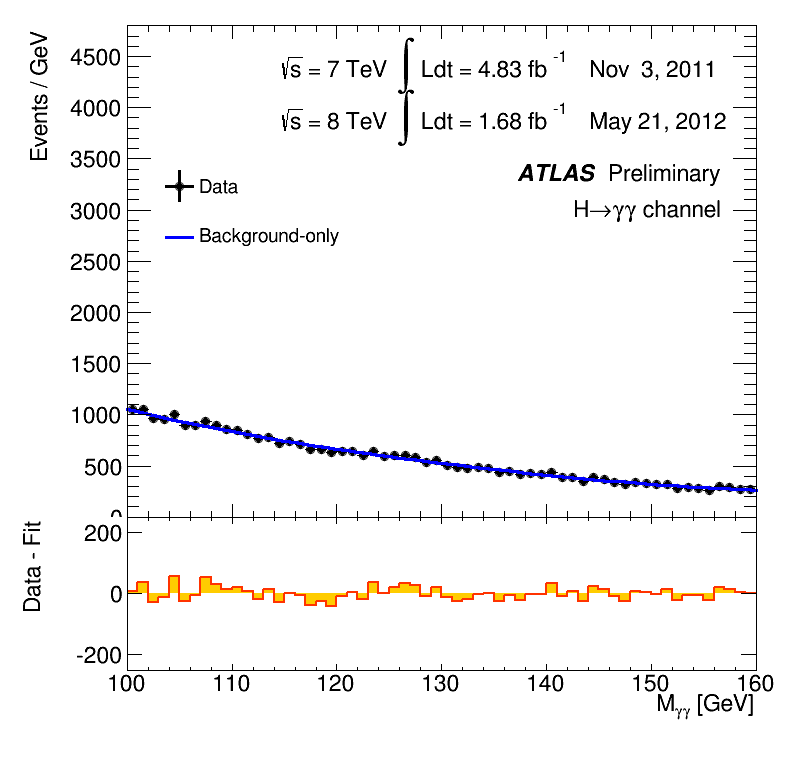 Events / GeV
4500
4000
3500
3000
2500
2000
1500
1000
500
0
√s = 7 TeV ∫ Ldt = 4.83 fb -1 Nov 3, 2011
√s = 8 TeV ∫ Ldt = 1.68 fb -1 May 21, 2012
ATLAS Preliminary
H→γγ channel
Data
Background-only
Data - Fit
200
0
-200
100 110 120 130 140 150 160
Mγγ [GeV]